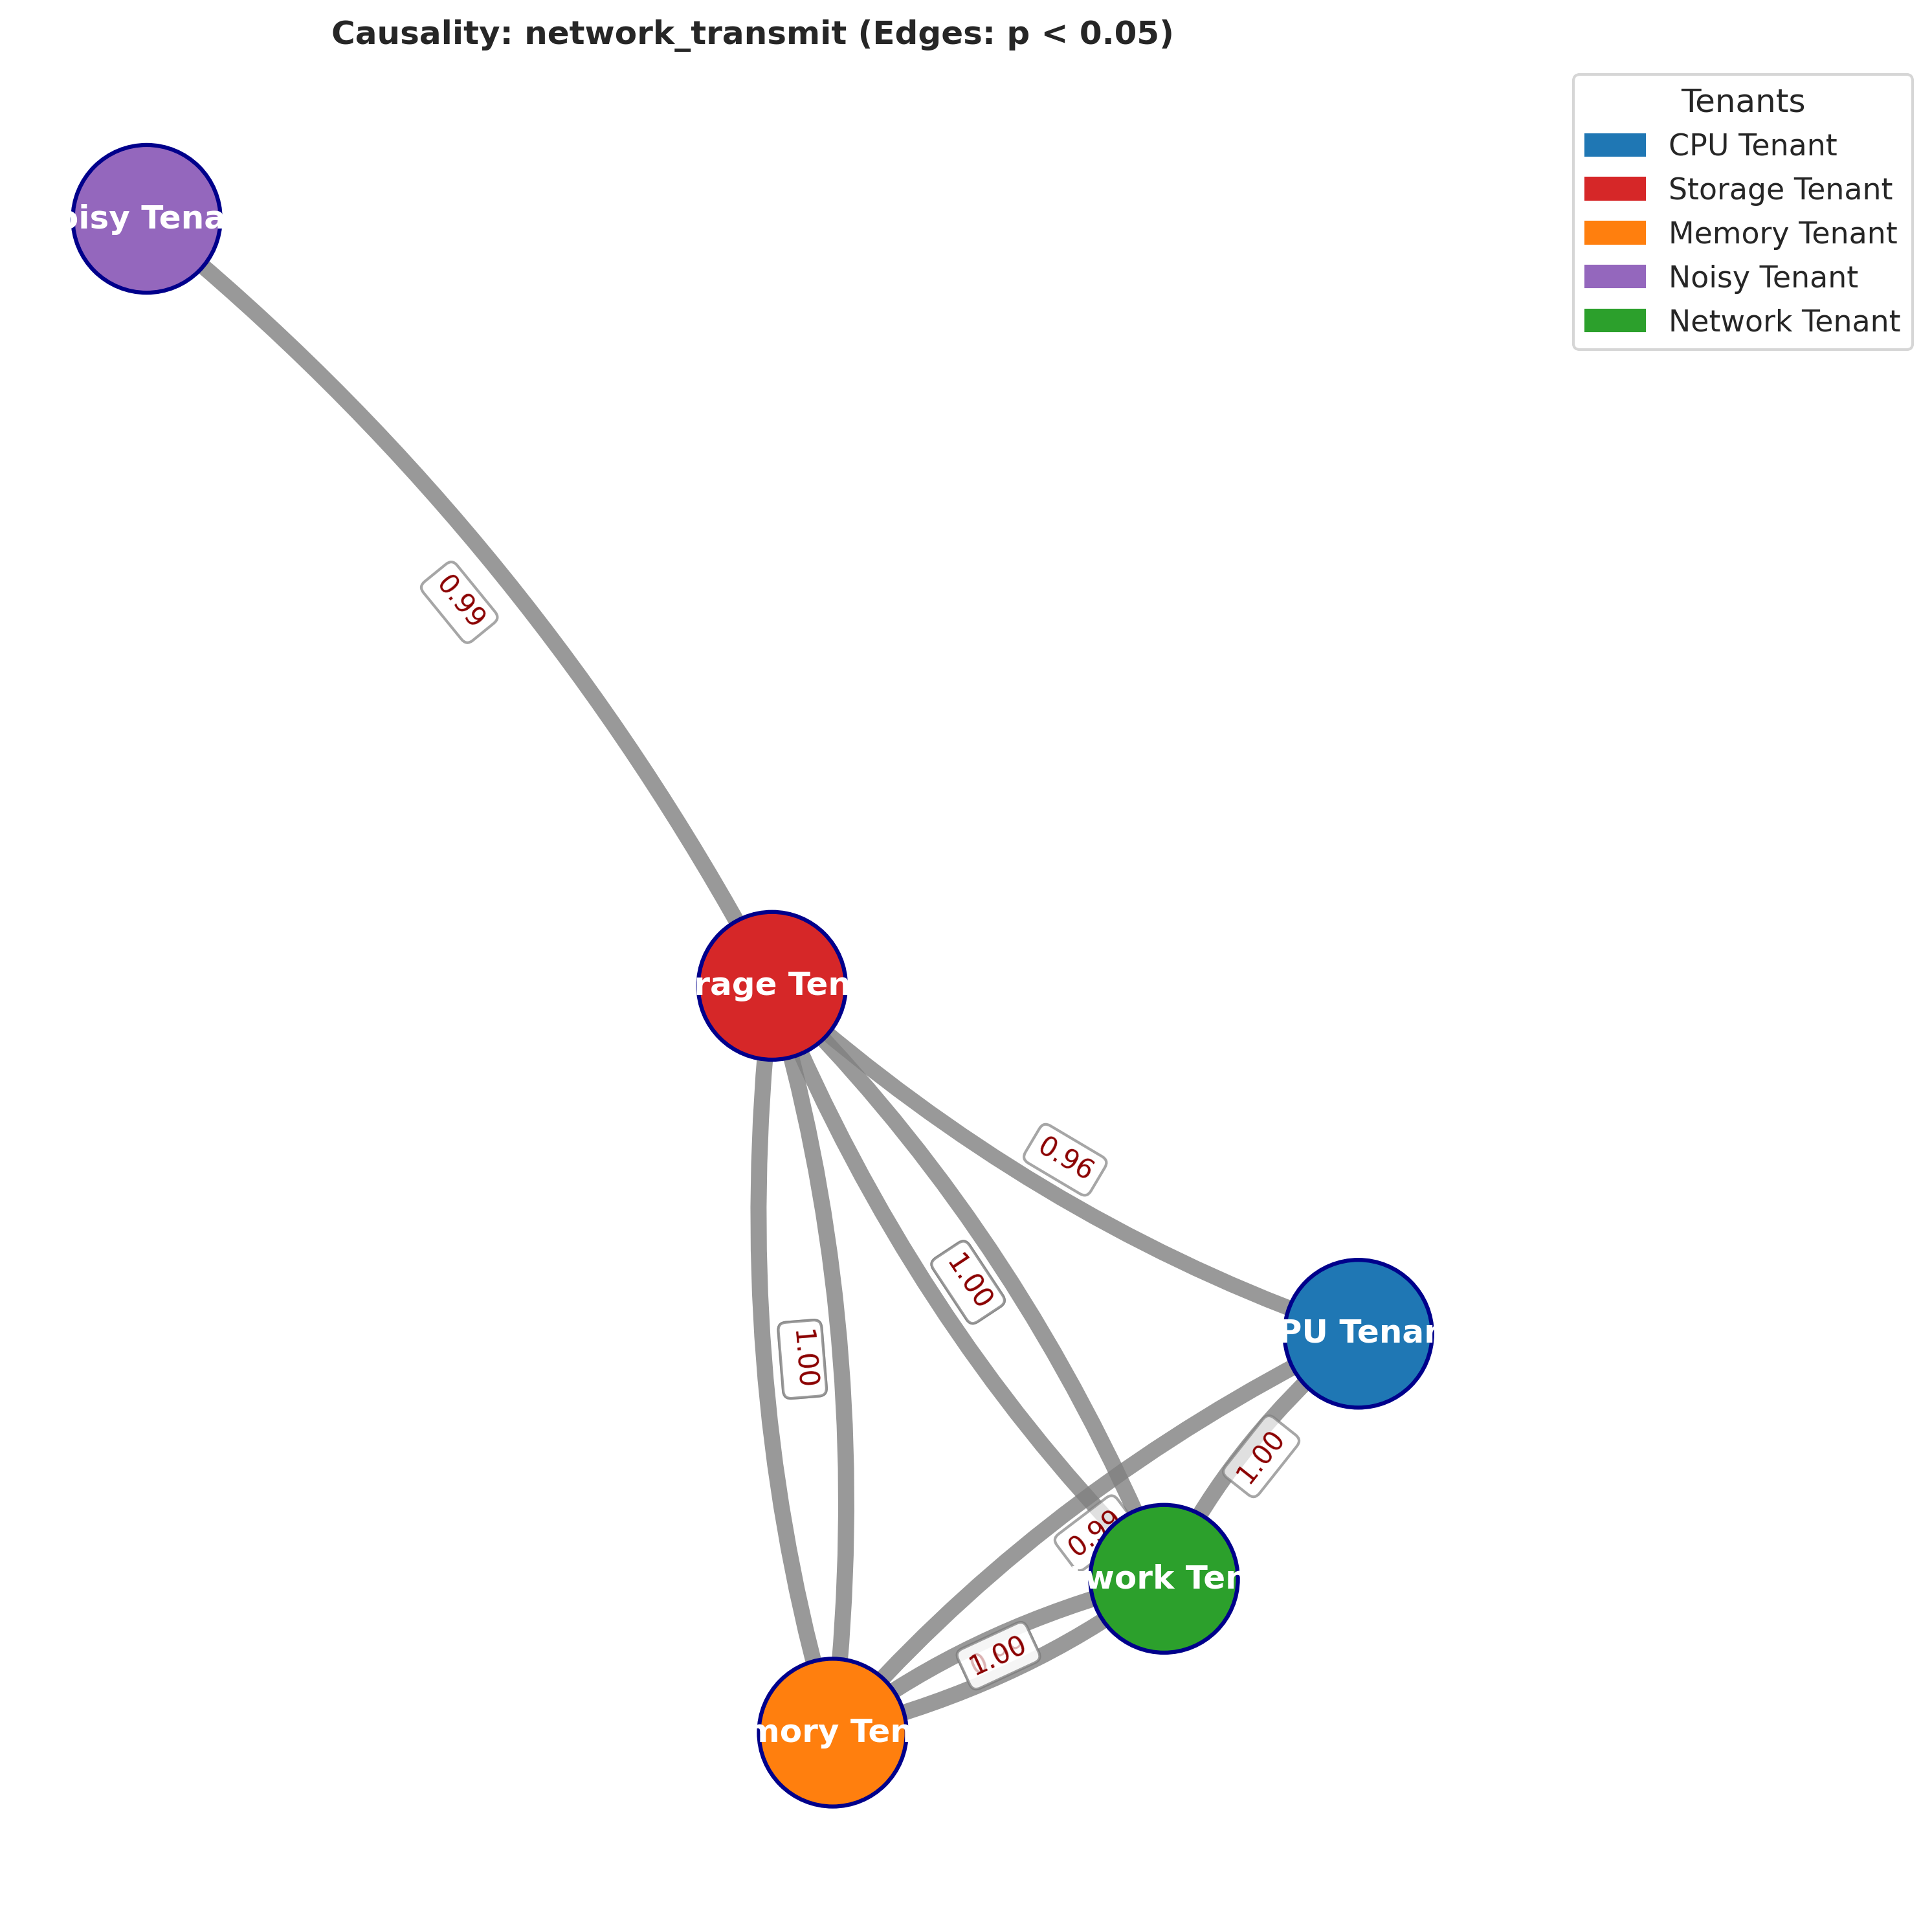 Causality: network_transmit (Edges: p < 0.05)
Tenants
CPU Tenant
Storage Tenant
Memory Tenant
Noisy Tenant
Network Tenant
oisy Tena
0.99
rage Ten
0.96
1.00
1.00
PU Tenar
1.00
0.99
work Ten
1.00
mory Ten